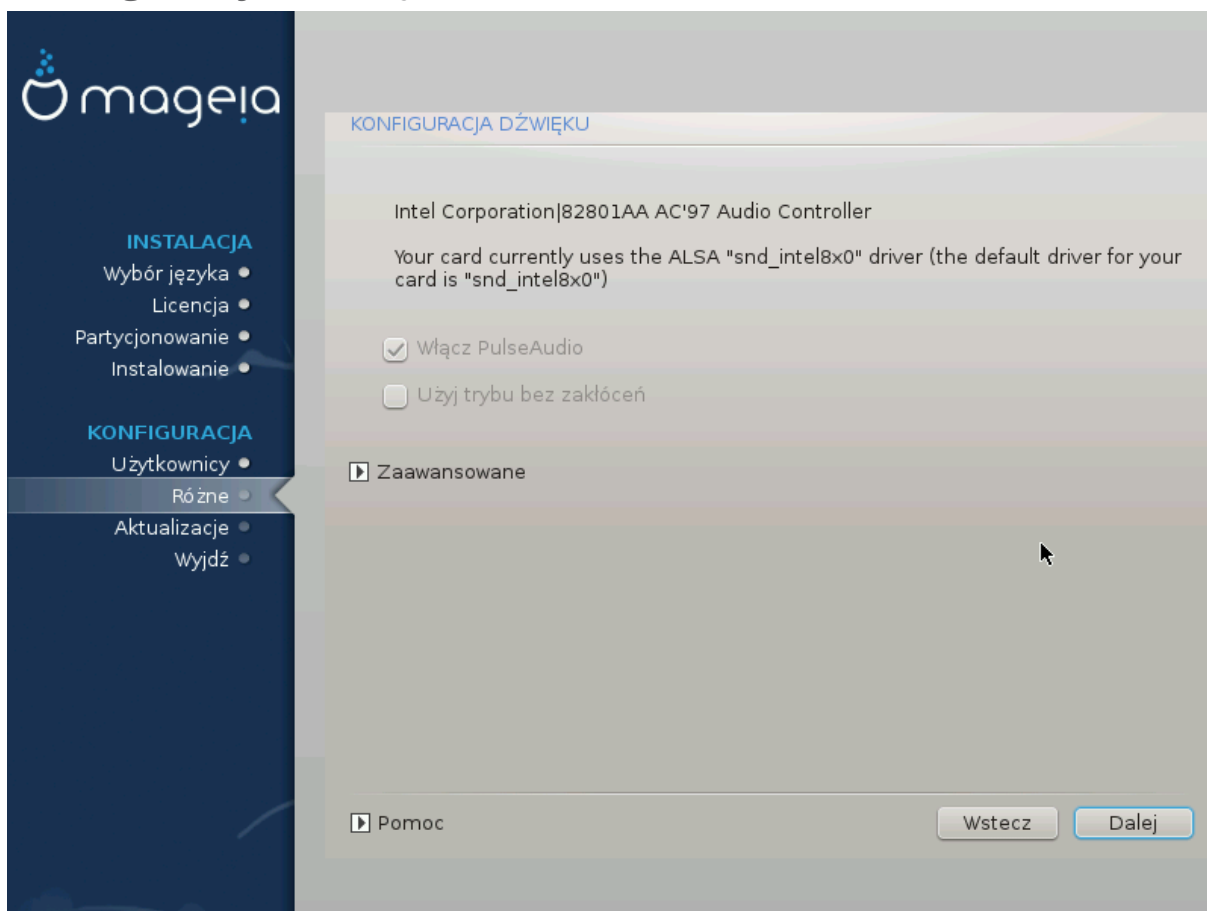 mageia
INSTALACJA
Wybór języka
Licencja
Partycjonowanie
Instalowanie
KONFIGURACJA
Użytkownicy
Różne
Aktualizacje
Wyjdź
KONFIGURACJA DŹWIĘKU
Intel Corporation|82801AA AC'97 Audio Controller
Your card currently uses the ALSA "snd_intel8x0" driver (the default driver for your
card is "snd_intel8x0")
Włącz PulseAudio
Użyj trybu bez zakłóceń
Zaawansowane
Pomoc
Wstecz
Dalej